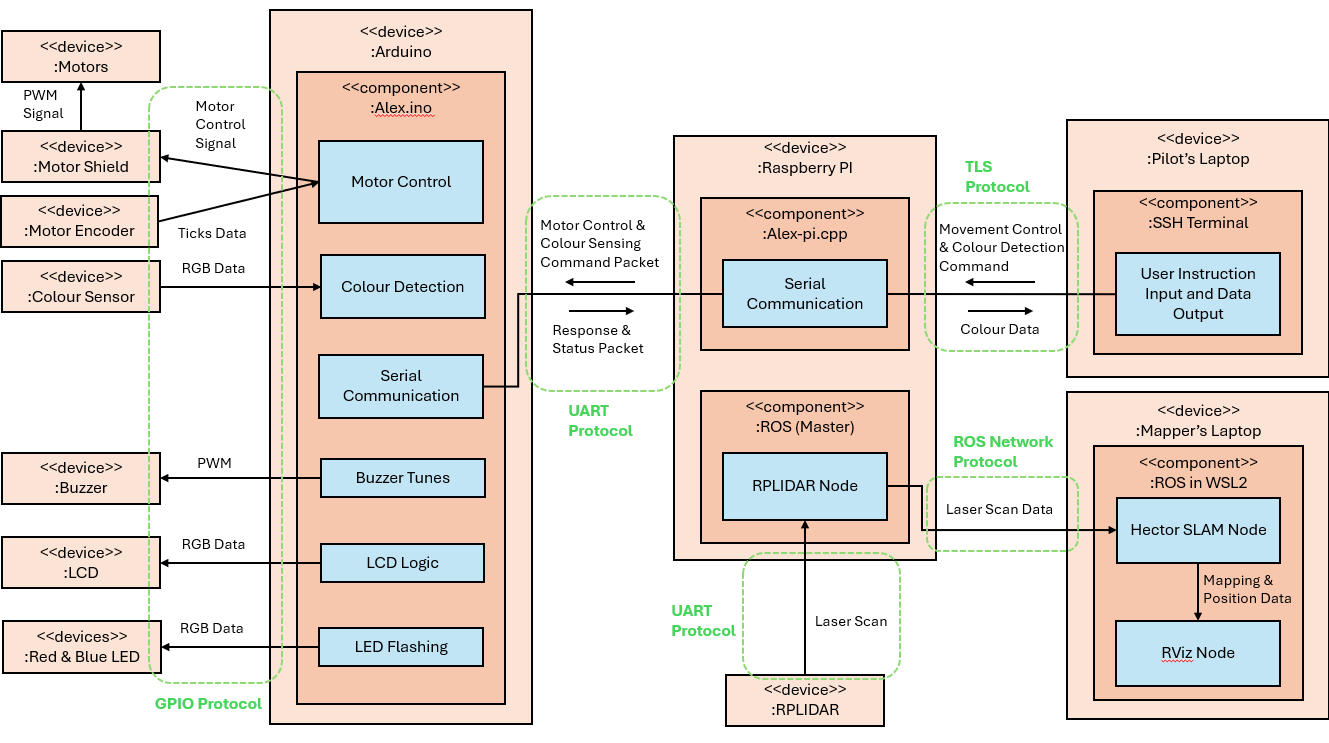 <<device>>
:Motors
PWM
Signal
<<device>>
:Motor Shield
<<device>>
:Motor Encoder
<<device>>
:Colour Sensor
<<device>>
:Buzzer
<<device>>
:LCD
<<devices>>
:Red & Blue LED
Motor
Control
Signal
Ticks Data
RGB Data
PWM
RGB Data
RGB Data
GPIO Protocol
<<device>>
:Arduino
<<component>>
:Alex.ino
Motor Control
Colour Detection
Serial
Communication
Buzzer Tunes
LCD Logic
LED Flashing
Motor Control &
Colour Sensing
Command Packet
Response &
Status Packet
UART
Protocol
<<device>>
:Raspberry PI
<<component>>
:Alex-pi.cpp
Serial
Communication
<<component>>
:ROS (Master)
RPLIDAR Node
UART
Protocol
Laser Scan
<<device>>
:RPLIDAR
TLS
Protocol
Movement Control
& Colour Detection
Command
Colour Data
ROS Network
Protocol
Laser Scan Data
<<device>>
:Pilot's Laptop
<<component>>
:SSH Terminal
User Instruction
Input and Data
Output
<<device>>
:Mapper's Laptop
<<component>>
:ROS in WSL2
Hector SLAM Node
Mapping &
Position Data
RViz Node